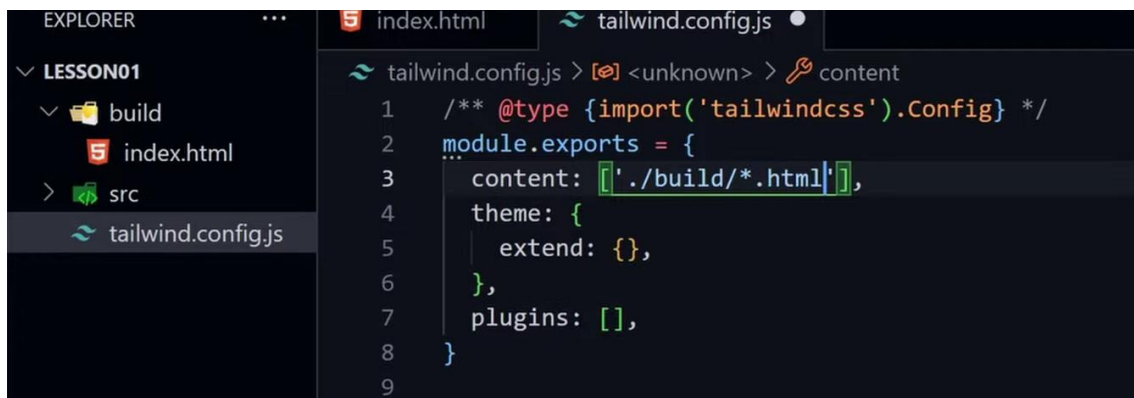 EXPLORER ...
LESSON01
build
index.html
src
tailwind.config.js
index.html tailwind.config.js
tailwind.config.js > <unknown> > content
1 /** @type {import('tailwindcss').Config} */
2 module.exports = {
3 content: ['./build/*.html'],
4 theme: {
5 extend: {},
6 },
7 plugins: [],
8 }
9